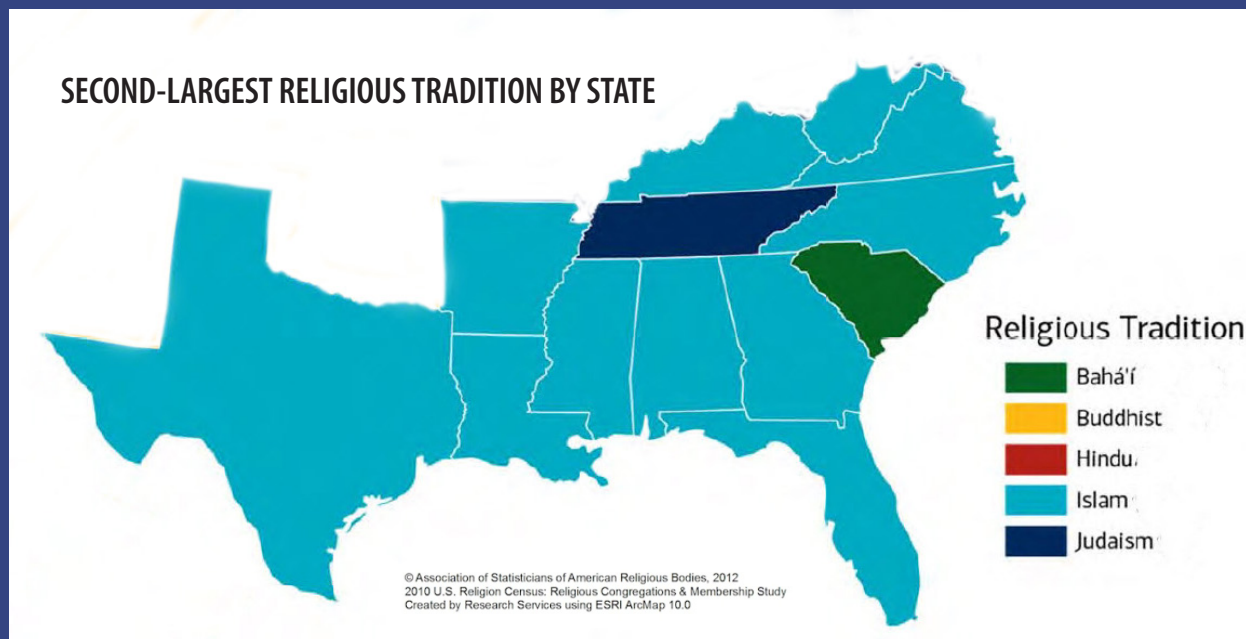 SECOND-LARGEST RELIGIOUS TRADITION BY STATE
Religious Tradition
Bahá'í
Buddhist
Hindu
Islam
Judaism
© Association of Statisticians of American Religious Bodies, 2012
2010 U.S. Religion Census: Religious Congregations & Membership Study
Created by Research Services using ESRI ArcMap 10.0